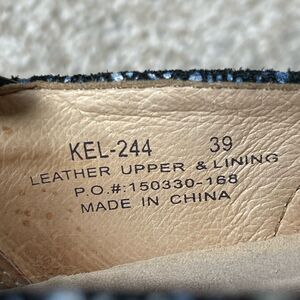 KEL-244 39
LEATHER UPPER & LINING
P.O.#:150330-168
MADE IN CHINA